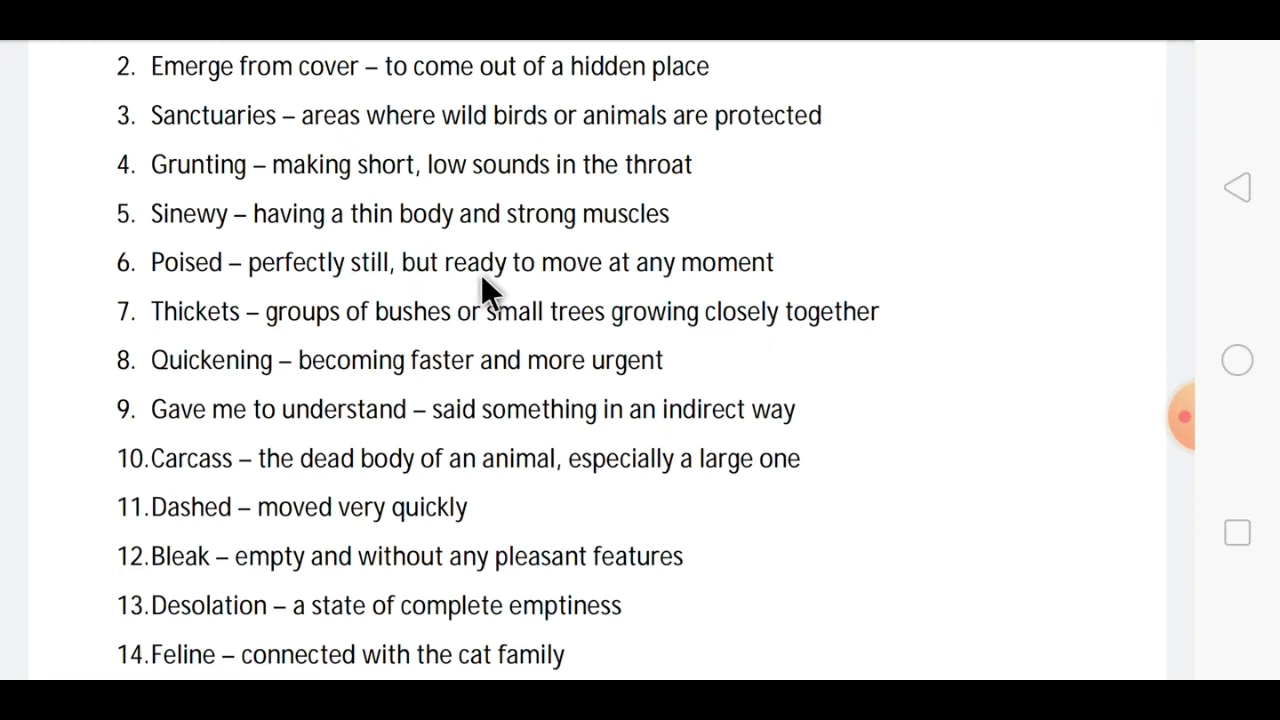 2. Emerge from cover – to come out of a hidden place
3. Sanctuaries – areas where wild birds or animals are protected
4. Grunting – making short, low sounds in the throat
5. Sinewy – having a thin body and strong muscles
6. Poised – perfectly still, but ready to move at any moment
7. Thickets – groups of bushes or small trees growing closely together
8. Quickening – becoming faster and more urgent
9. Gave me to understand – said something in an indirect way
10. Carcass – the dead body of an animal, especially a large one
11. Dashed – moved very quickly
12. Bleak – empty and without any pleasant features
13. Desolation – a state of complete emptiness
14. Feline – connected with the cat family